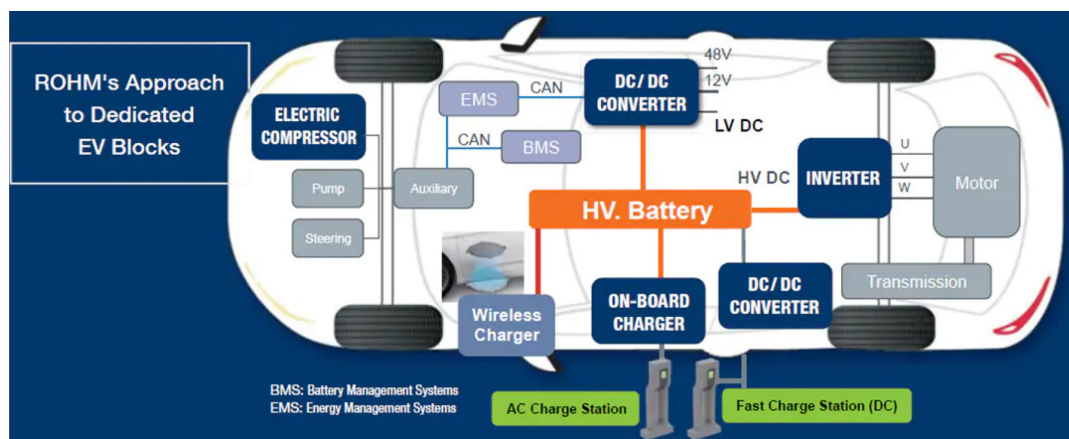 ROHM's Approach
to Dedicated
EV Blocks
ELECTRIC
COMPRESSOR
Pump
Steering
Auxiliary
EMS
CAN
CAN
BMS
DC/DC
CONVERTER
48V
12V
LV DC
HV DC
INVERTER
U
V
W
Motor
Transmission
HV. Battery
Wireless
Charger
ON-BOARD
CHARGER
DC/DC
CONVERTER
BMS: Battery Management Systems
EMS: Energy Management Systems
AC Charge Station
Fast Charge Station (DC)